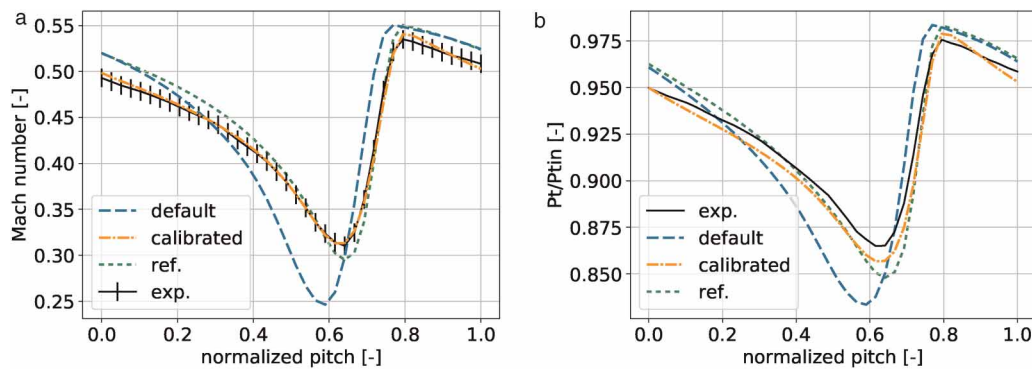 a
Mach number [-]
0.55
0.50
0.45
0.40
0.35
0.30
0.25
default
calibrated
ref.
exp.
0.0 0.2 0.4 0.6 0.8 1.0
normalized pitch [-]
b
Pt/Ptin [-]
0.975
0.950
0.925
0.900
0.875
0.850
exp.
default
calibrated
ref.
0.0 0.2 0.4 0.6 0.8 1.0
normalized pitch [-]